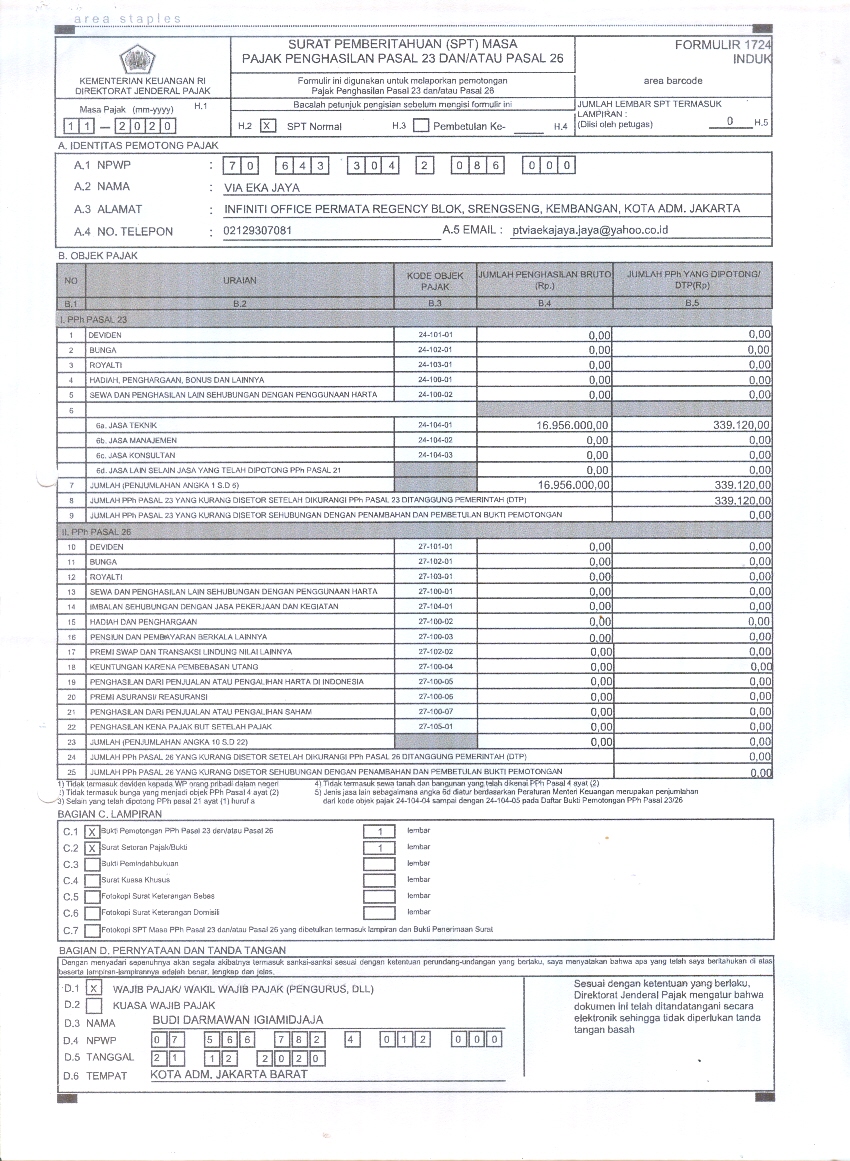 area staples
KEMENTERIAN KEUANGAN RI
DIREKTORAT JENDERAL PAJAK
SURAT PEMBERITAHUAN (SPT) MASA
PAJAK PENGHASILAN PASAL 23 DAN/ATAU PASAL 26
Formulir ini digunakan untuk melaporkan pemotongan
Pajak Penghasilan Pasal 23 dan/atau Pasal 26
Bacalah petunjuk pengisian sebelum mengisi formulir ini
FORMULIR 1724
INDUK
area barcode
Masa Pajak (mm-yyyy) H.1
11 — 2020
H.2 X SPT Normal H.3 Pembetulan Ke- H.4
JUMLAH LEMBAR SPT TERMASUK
LAMPIRAN :
(Diisi oleh petugas) 0 H.5
A. IDENTITAS PEMOTONG PAJAK
A.1 NPWP : 70 643 304 2 086 000
A.2 NAMA : VIA EKA JAYA
A.3 ALAMAT : INFINITI OFFICE PERMATA REGENCY BLOK, SRENGSENG, KEMBANGAN, KOTA ADM. JAKARTA
A.4 NO. TELEPON : 02129307081 A.5 EMAIL : ptviaekajaya.jaya@yahoo.co.id
B. OBJEK PAJAK
NO URAIAN KODE OBJEK PAJAK JUMLAH PENGHASILAN BRUTO (Rp.) JUMLAH PPh YANG DIPOTONG/ DTP(Rp)
B.1 B.2 B.3 B.4 B.5
I. PPh PASAL 23
1 DEVIDEN 24-101-01 0,00 0,00
2 BUNGA 24-102-01 0,00 0,00
3 ROYALTI 24-103-01 0,00 0,00
4 HADIAH, PENGHARGAAN, BONUS DAN LAINNYA 24-100-01 0,00 0,00
5 SEWA DAN PENGHASILAN LAIN SEHUBUNGAN DENGAN PENGGUNAAN HARTA 24-100-02 0,00 0,00
6
6a. JASA TEKNIK 24-104-01 16.956.000,00 339.120,00
6b. JASA MANAJEMEN 24-104-02 0,00 0,00
6c. JASA KONSULTAN 24-104-03 0,00 0,00
6d. JASA LAIN SELAIN JASA YANG TELAH DIPOTONG PPh PASAL 21 0,00 0,00
7 JUMLAH (PENJUMLAHAN ANGKA 1 S.D 6) 16.956.000,00 339.120,00
8 JUMLAH PPh PASAL 23 YANG KURANG DISETOR SETELAH DIKURANGI PPh PASAL 23 DITANGGUNG PEMERINTAH (DTP) 339.120,00
9 JUMLAH PPh PASAL 23 YANG KURANG DISETOR SEHUBUNGAN DENGAN PENAMBAHAN DAN PEMBETULAN BUKTI PEMOTONGAN 0,00
II. PPh PASAL 26
10 DEVIDEN 27-101-01 0,00 0,00
11 BUNGA 27-102-01 0,00 0,00
12 ROYALTI 27-103-01 0,00 0,00
13 SEWA DAN PENGHASILAN LAIN SEHUBUNGAN DENGAN PENGGUNAAN HARTA 27-100-01 0,00 0,00
14 IMBALAN SEHUBUNGAN DENGAN JASA PEKERJAAN DAN KEGIATAN 27-104-01 0,00 0,00
15 HADIAH DAN PENGHARGAAN 27-100-02 0,00 0,00
16 PENSIUN DAN PEMBAYARAN BERKALA LAINNYA 27-100-03 0,00 0,00
17 PREMI SWAP DAN TRANSAKSI LINDUNG NILAI LAINNYA 27-102-02 0,00 0,00
18 KEUNTUNGAN KARENA PEMBEBASAN UTANG 27-100-04 0,00 0,00
19 PENGHASILAN DARI PENJUALAN ATAU PENGALIHAN HARTA DI INDONESIA 27-100-05 0,00 0,00
20 PREMI ASURANSI/ REASURANSI 27-100-06 0,00 0,00
21 PENGHASILAN DARI PENJUALAN ATAU PENGALIHAN SAHAM 27-100-07 0,00 0,00
22 PENGHASILAN KENA PAJAK BUT SETELAH PAJAK 27-105-01 0,00 0,00
23 JUMLAH (PENJUMLAHAN ANGKA 10 S.D 22) 0,00 0,00
24 JUMLAH PPh PASAL 26 YANG KURANG DISETOR SETELAH DIKURANGI PPh PASAL 26 DITANGGUNG PEMERINTAH (DTP) 0,00
25 JUMLAH PPh PASAL 26 YANG KURANG DISETOR SEHUBUNGAN DENGAN PENAMBAHAN DAN PEMBETULAN BUKTI PEMOTONGAN 0,00
1) Tidak termasuk deviden kepada WP orang pribadi dalam negeri
2) Tidak termasuk bunga yang menjadi objek PPh Pasal 4 ayat (2)
3) Selain yang telah dipotong PPh pasal 21 ayat (1) huruf a
4) Tidak termasuk sewa tanah dan bangunan yang telah dikenai PPh Pasal 4 ayat (2)
5) Jenis jasa lain sebagaimana angka 6d diatur berdasarkan Peraturan Menteri Keuangan merupakan penjumlahan
dari kode objek pajak 24-104-04 sampai dengan 24-104-05 pada Daftar Bukti Pemotongan PPh Pasal 23/26
BAGIAN C. LAMPIRAN
C.1 X Bukti Pemotongan PPh Pasal 23 dan/atau Pasal 26 1 lembar
C.2 X Surat Setoran Pajak/Bukti 1 lembar
C.3 Bukti Pemindahbukuan lembar
C.4 Surat Kuasa Khusus lembar
C.5 Fotokopi Surat Keterangan Bebas lembar
C.6 Fotokopi Surat Keterangan Domisili lembar
C.7 Fotokopi SPT Masa PPh Pasal 23 dan/atau Pasal 26 yang dibetulkan termasuk lampiran dan Bukti Penerimaan Surat
BAGIAN D. PERNYATAAN DAN TANDA TANGAN
Dengan menyadari sepenuhnya akan segala akibatnya termasuk sanksi-sanksi sesuai dengan ketentuan perundang-undangan yang berlaku, saya menyatakan bahwa apa yang telah saya beritahukan di atas
beserta lampiran-lampirannya adalah benar, lengkap dan jelas.
D.1 X WAJIB PAJAK/ WAKIL WAJIB PAJAK (PENGURUS, DLL)
D.2 KUASA WAJIB PAJAK
D.3 NAMA BUDI DARMAWAN IGIAMIDJAJA
D.4 NPWP 07 566 782 4 012 000
D.5 TANGGAL 21 12 2020
D.6 TEMPAT KOTA ADM. JAKARTA BARAT
Sesuai dengan ketentuan yang berlaku,
Direktorat Jenderal Pajak mengatur bahwa
dokumen ini telah ditandatangani secara
elektronik sehingga tidak diperlukan tanda
tangan basah